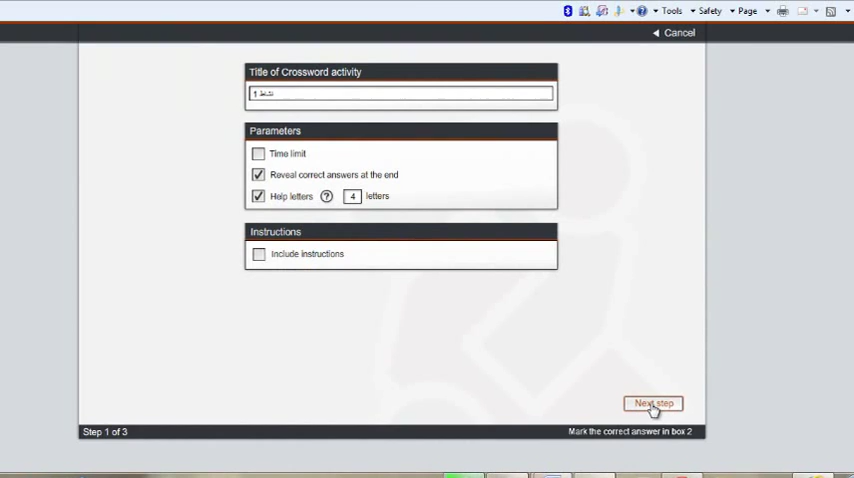 Tools Safety Page
Cancel
Title of Crossword activity
نشاط 1
Parameters
Time limit
Reveal correct answers at the end
Help letters ? 4 letters
Instructions
Include instructions
Next step
Step 1 of 3
Mark the correct answer in box 2